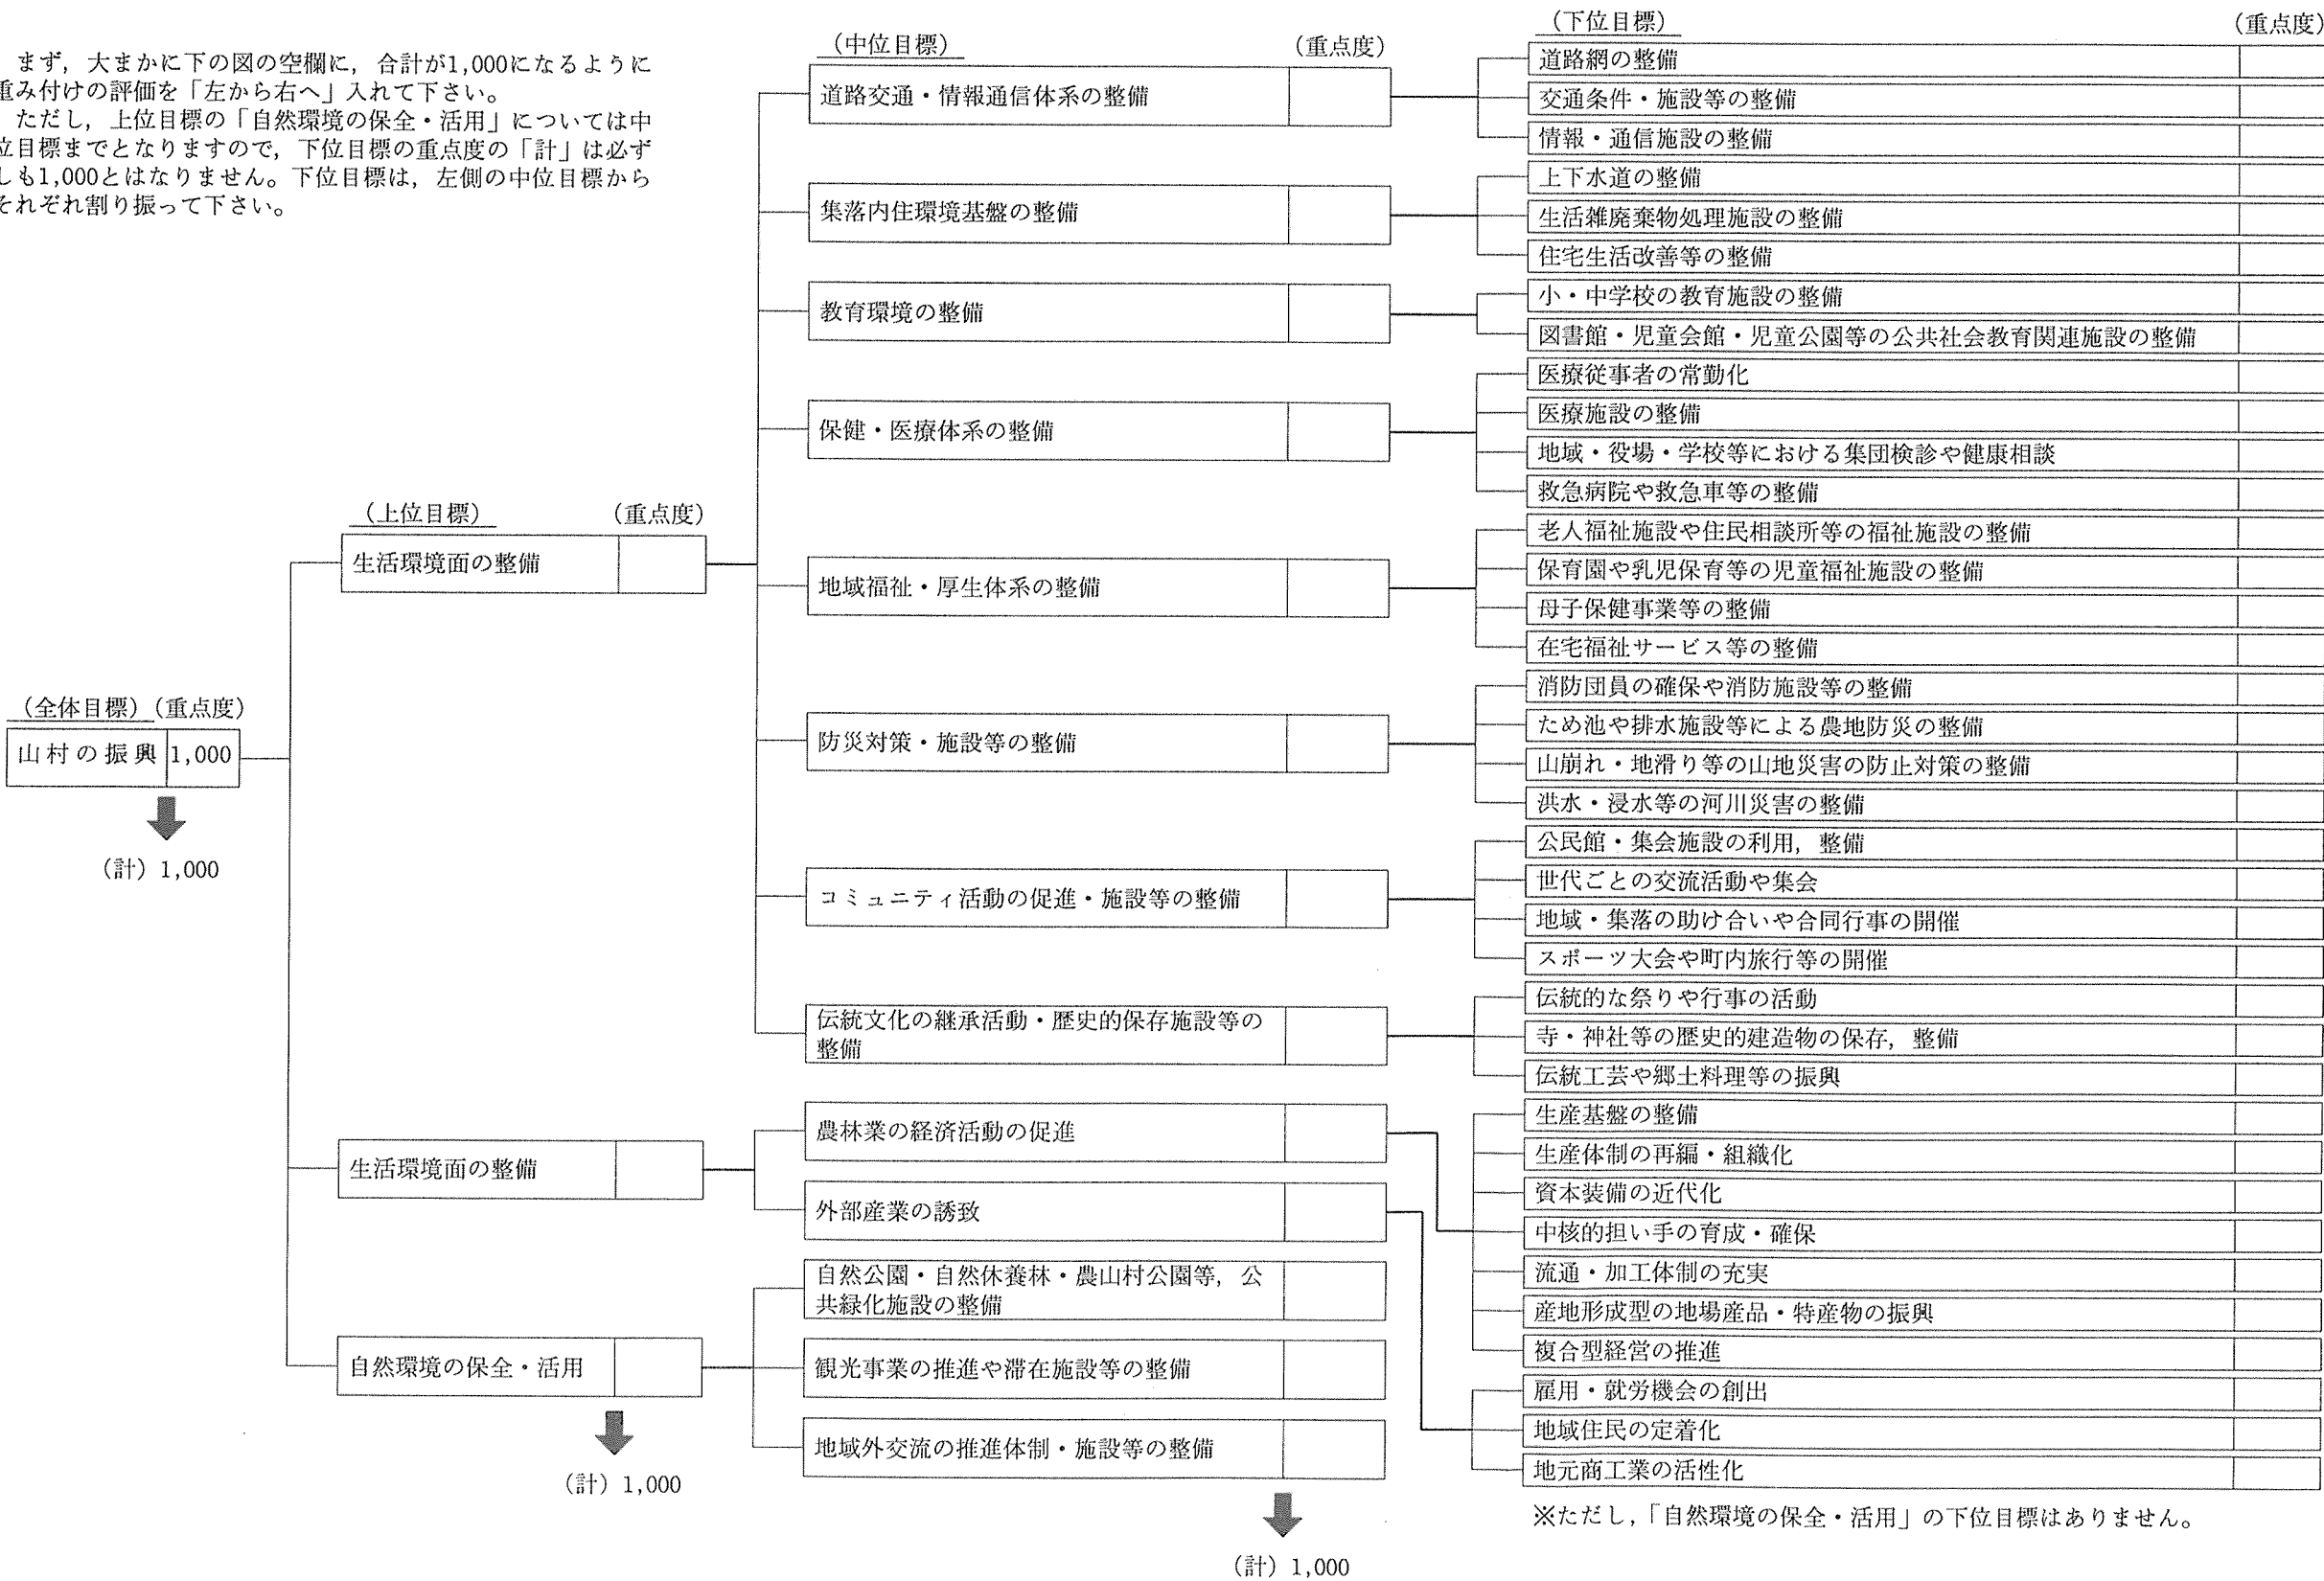 まず，大まかに下の図の空欄に，合計が1,000になるように
重み付けの評価を「左から右へ」入れて下さい。
ただし，上位目標の「自然環境の保全・活用」については中
位目標までとなりますので，下位目標の重点度の「計」は必ず
しも1,000とはなりません。下位目標は，左側の中位目標から
それぞれ割り振って下さい。
（全体目標）（重点度）
山村の振興 1,000
（計）1,000
（上位目標） （重点度）
生活環境面の整備
生活環境面の整備
自然環境の保全・活用
（計）1,000
（中位目標） （重点度）
道路交通・情報通信体系の整備
集落内住環境基盤の整備
教育環境の整備
保健・医療体系の整備
地域福祉・厚生体系の整備
防災対策・施設等の整備
コミュニティ活動の促進・施設等の整備
伝統文化の継承活動・歴史的保存施設等の
整備
農林業の経済活動の促進
外部産業の誘致
自然公園・自然休養林・農山村公園等，公
共緑化施設の整備
観光事業の推進や滞在施設等の整備
地域外交流の推進体制・施設等の整備
（計）1,000
（下位目標） （重点度）
道路網の整備
交通条件・施設等の整備
情報・通信施設の整備
上下水道の整備
生活雑廃棄物処理施設の整備
住宅生活改善等の整備
小・中学校の教育施設の整備
図書館・児童会館・児童公園等の公共社会教育関連施設の整備
医療従事者の常勤化
医療施設の整備
地域・役場・学校等における集団検診や健康相談
救急病院や救急車等の整備
老人福祉施設や住民相談所等の福祉施設の整備
保育園や乳児保育等の児童福祉施設の整備
母子保健事業等の整備
在宅福祉サービス等の整備
消防団員の確保や消防施設等の整備
ため池や排水施設等による農地防災の整備
山崩れ・地滑り等の山地災害の防止対策の整備
洪水・浸水等の河川災害の整備
公民館・集会施設の利用，整備
世代ごとの交流活動や集会
地域・集落の助け合いや合同行事の開催
スポーツ大会や町内旅行等の開催
伝統的な祭りや行事の活動
寺・神社等の歴史的建造物の保存，整備
伝統工芸や郷土料理等の振興
生産基盤の整備
生産体制の再編・組織化
資本装備の近代化
中核的担い手の育成・確保
流通・加工体制の充実
産地形成型の地場産品・特産物の振興
複合型経営の推進
雇用・就労機会の創出
地域住民の定着化
地元商工業の活性化
※ただし，「自然環境の保全・活用」の下位目標はありません。